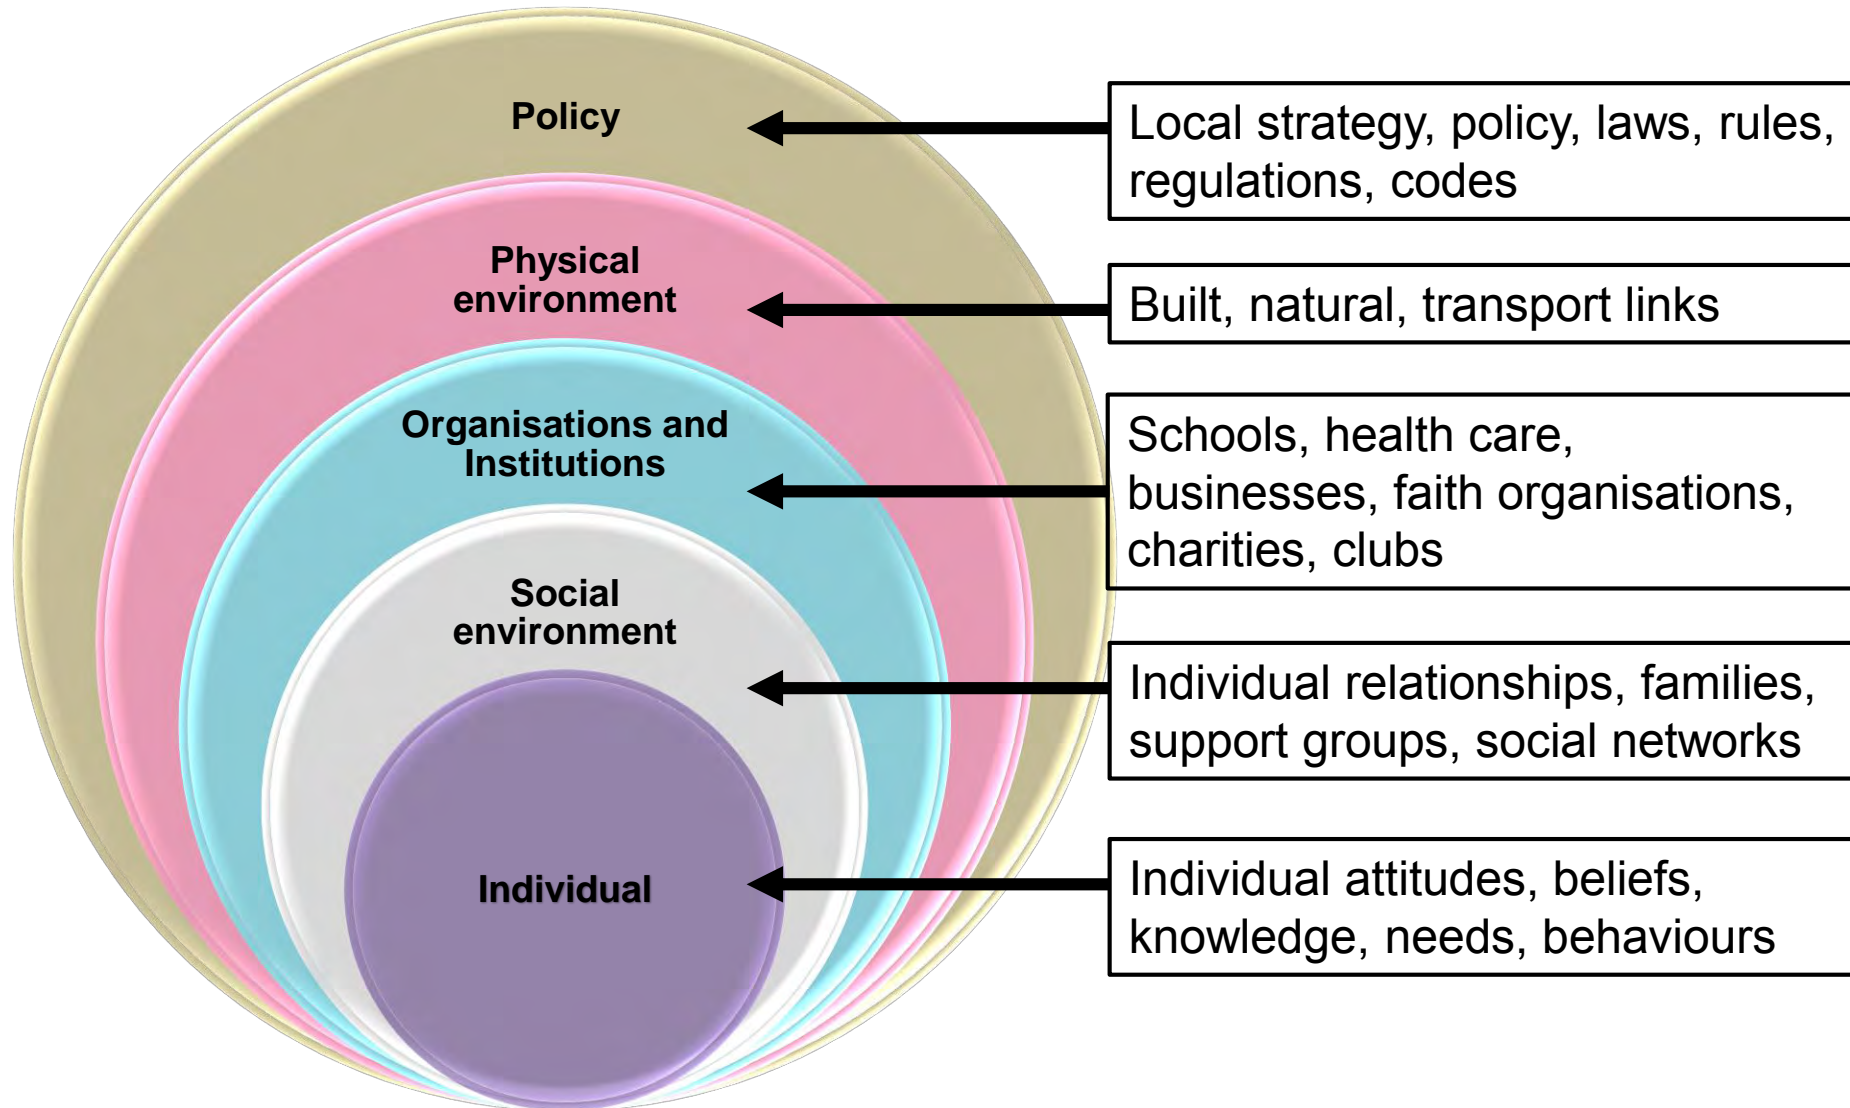 Policy
Local strategy, policy, laws, rules,
regulations, codes
Physical
environment
Built, natural, transport links
Organisations and
Institutions
Schools, health care,
businesses, faith organisations,
charities, clubs
Social
environment
Individual relationships, families,
support groups, social networks
Individual
Individual attitudes, beliefs,
knowledge, needs, behaviours